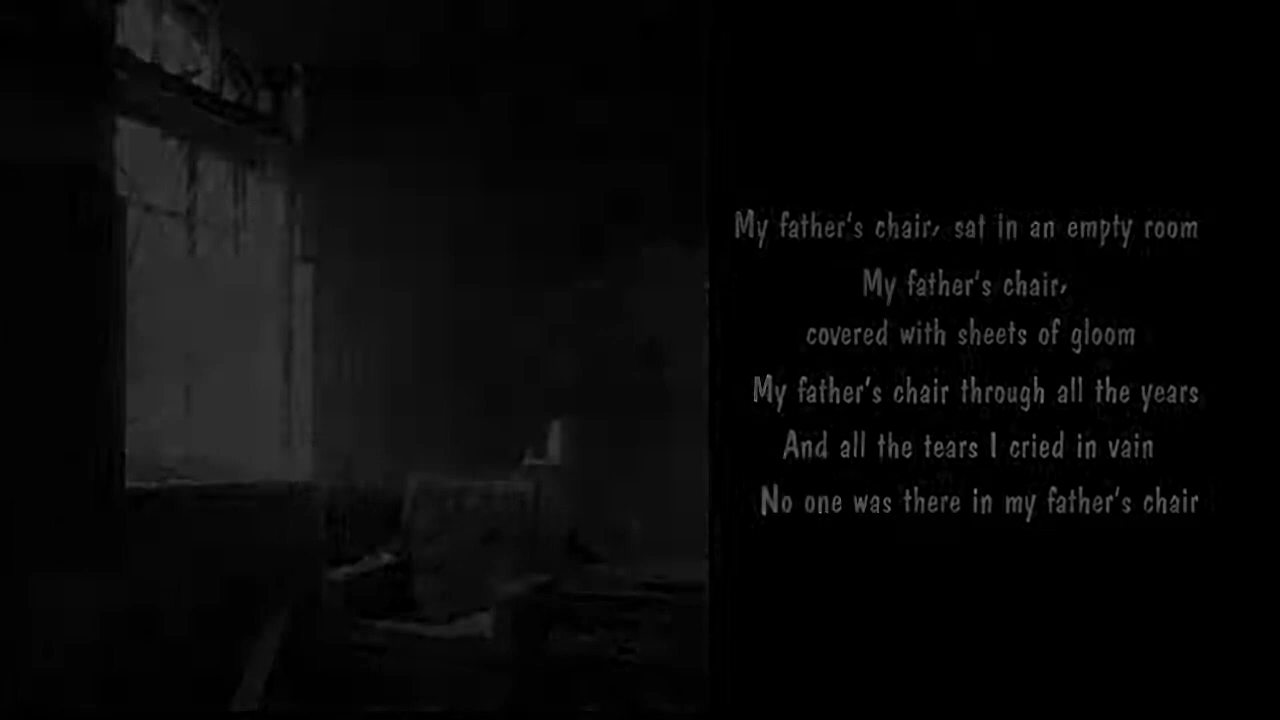 My father's chair, sat in an empty room
My father's chair,
covered with sheets of gloom
My father's chair through all the years
And all the tears I cried in vain
No one was there in my father's chair